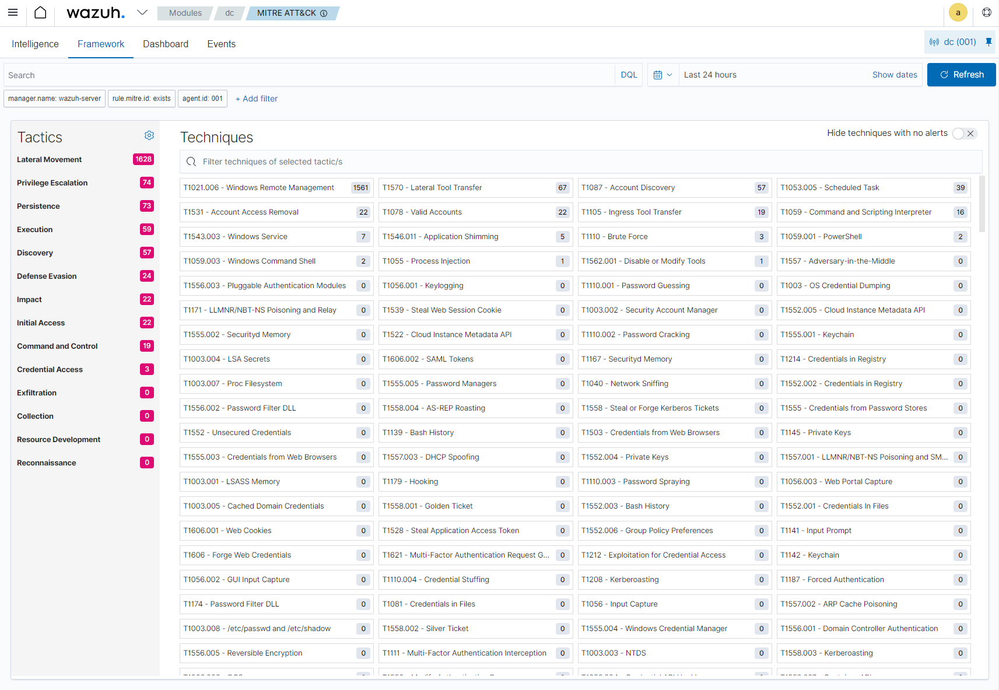 wazuh.
Modules
dc
MITRE ATT&CK
a
Intelligence
Framework
Dashboard
Events
dc (001)
Search
DQL
Last 24 hours
Show dates
Refresh
manager.name: wazuh-server
rule.mitre.id: exists
agent.id: 001
+ Add filter
Tactics
Lateral Movement 1628
Privilege Escalation 74
Persistence 73
Execution 59
Discovery 57
Defense Evasion 24
Impact 22
Initial Access 22
Command and Control 19
Credential Access 3
Exfiltration 0
Collection 0
Resource Development 0
Reconnaissance 0
Techniques
Hide techniques with no alerts
Filter techniques of selected tactic/s
T1021.006 - Windows Remote Management 1561
T1570 - Lateral Tool Transfer 67
T1087 - Account Discovery 57
T1053.005 - Scheduled Task 39
T1531 - Account Access Removal 22
T1078 - Valid Accounts 22
T1105 - Ingress Tool Transfer 19
T1059 - Command and Scripting Interpreter 16
T1543.003 - Windows Service 7
T1546.011 - Application Shimming 5
T1110 - Brute Force 3
T1059.001 - PowerShell 2
T1059.003 - Windows Command Shell 2
T1055 - Process Injection 1
T1562.001 - Disable or Modify Tools 1
T1557 - Adversary-in-the-Middle 0
T1556.003 - Pluggable Authentication Modules 0
T1056.001 - Keylogging 0
T1110.001 - Password Guessing 0
T1003 - OS Credential Dumping 0
T1171 - LLMNR/NBT-NS Poisoning and Relay 0
T1539 - Steal Web Session Cookie 0
T1003.002 - Security Account Manager 0
T1552.005 - Cloud Instance Metadata API 0
T1555.002 - Securityd Memory 0
T1522 - Cloud Instance Metadata API 0
T1110.002 - Password Cracking 0
T1555.001 - Keychain 0
T1003.004 - LSA Secrets 0
T1606.002 - SAML Tokens 0
T1167 - Securityd Memory 0
T1214 - Credentials in Registry 0
T1003.007 - Proc Filesystem 0
T1555.005 - Password Managers 0
T1040 - Network Sniffing 0
T1552.002 - Credentials in Registry 0
T1556.002 - Password Filter DLL 0
T1558.004 - AS-REP Roasting 0
T1558 - Steal or Forge Kerberos Tickets 0
T1555 - Credentials from Password Stores 0
T1552 - Unsecured Credentials 0
T1139 - Bash History 0
T1503 - Credentials from Web Browsers 0
T1145 - Private Keys 0
T1555.003 - Credentials from Web Browsers 0
T1557.003 - DHCP Spoofing 0
T1552.004 - Private Keys 0
T1557.001 - LLMNR/NBT-NS Poisoning and SM... 0
T1003.001 - LSASS Memory 0
T1179 - Hooking 0
T1110.003 - Password Spraying 0
T1056.003 - Web Portal Capture 0
T1003.005 - Cached Domain Credentials 0
T1558.001 - Golden Ticket 0
T1552.003 - Bash History 0
T1552.001 - Credentials In Files 0
T1606.001 - Web Cookies 0
T1528 - Steal Application Access Token 0
T1552.006 - Group Policy Preferences 0
T1141 - Input Prompt 0
T1606 - Forge Web Credentials 0
T1621 - Multi-Factor Authentication Request G... 0
T1212 - Exploitation for Credential Access 0
T1142 - Keychain 0
T1056.002 - GUI Input Capture 0
T1110.004 - Credential Stuffing 0
T1208 - Kerberoasting 0
T1187 - Forced Authentication 0
T1174 - Password Filter DLL 0
T1081 - Credentials in Files 0
T1056 - Input Capture 0
T1557.002 - ARP Cache Poisoning 0
T1003.008 - /etc/passwd and /etc/shadow 0
T1558.002 - Silver Ticket 0
T1555.004 - Windows Credential Manager 0
T1556.001 - Domain Controller Authentication 0
T1556.005 - Reversible Encryption 0
T1111 - Multi-Factor Authentication Interception 0
T1003.003 - NTDS 0
T1558.003 - Kerberoasting 0